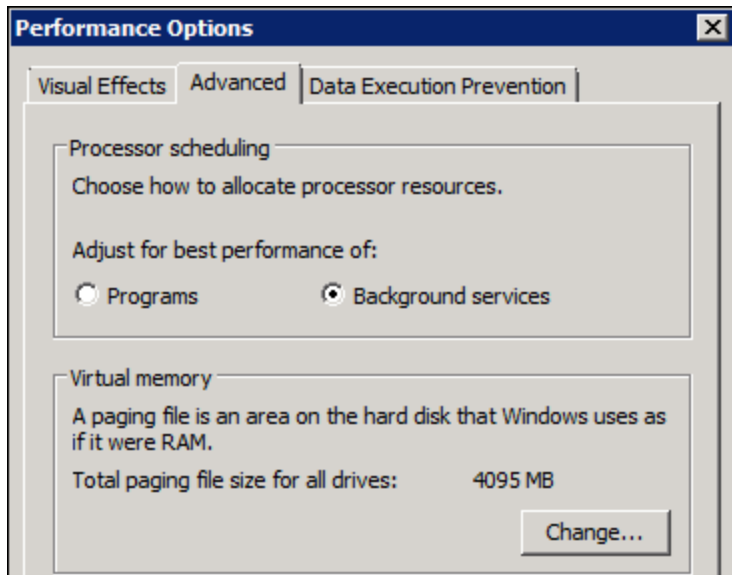 Performance Options
Visual Effects Advanced Data Execution Prevention
Processor scheduling
Choose how to allocate processor resources.
Adjust for best performance of:
Programs Background services
Virtual memory
A paging file is an area on the hard disk that Windows uses as
if it were RAM.
Total paging file size for all drives: 4095 MB
Change...